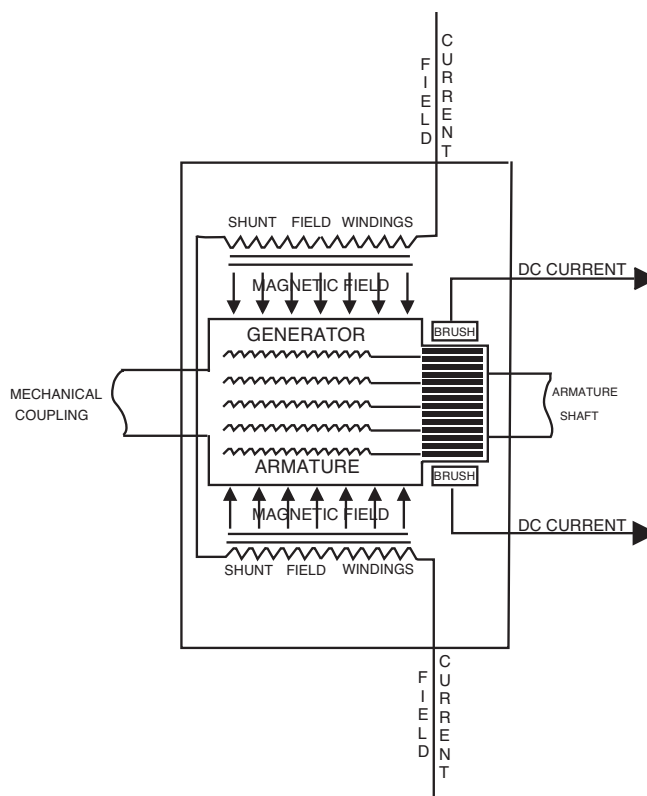 FIELD
CURRENT
SHUNT FIELD WINDINGS
MAGNETIC FIELD
DC CURRENT
GENERATOR
BRUSH
MECHANICAL
COUPLING
ARMATURE
SHAFT
ARMATURE
BRUSH
MAGNETIC FIELD
DC CURRENT
SHUNT FIELD WINDINGS
FIELD
CURRENT